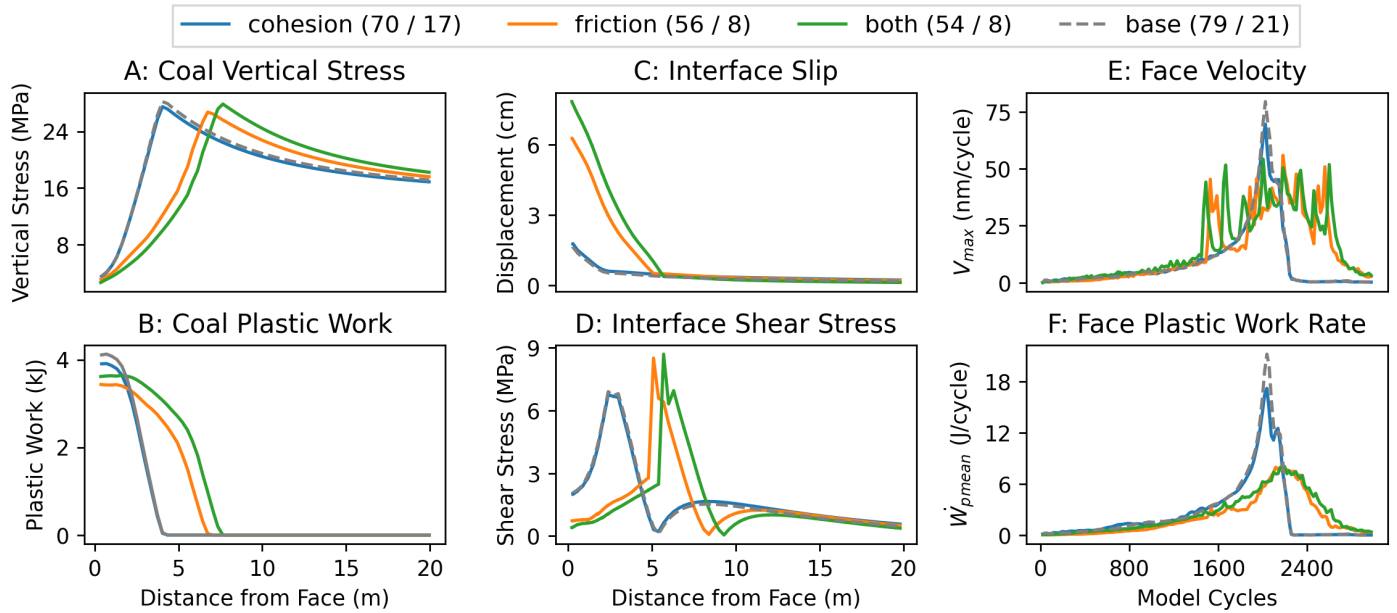 cohesion (70 / 17) friction (56 / 8) both (54 / 8) base (79 / 21)
A: Coal Vertical Stress
Vertical Stress (MPa)
24
16
8
C: Interface Slip
Displacement (cm)
6
3
0
E: Face Velocity
V_max (nm/cycle)
75
50
25
0
B: Coal Plastic Work
Plastic Work (kJ)
4
2
0
0 5 10 15 20
Distance from Face (m)
D: Interface Shear Stress
Shear Stress (MPa)
9
6
3
0
0 5 10 15 20
Distance from Face (m)
F: Face Plastic Work Rate
Ẇ_pmean (J/cycle)
18
12
6
0
0 800 1600 2400
Model Cycles